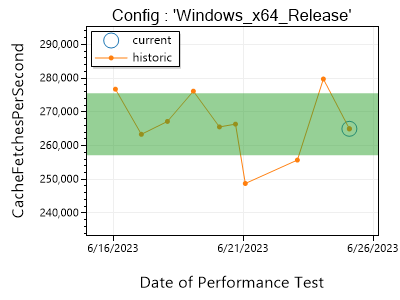 Config : 'Windows_x64_Release'
current
historic
CacheFetchesPerSecond
290,000
280,000
270,000
260,000
250,000
240,000
6/16/2023
6/21/2023
6/26/2023
Date of Performance Test